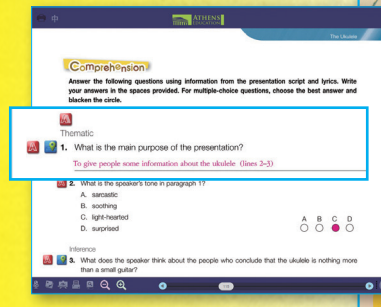 中
ATHENS
EDUCATION
The Ukulele
Comprehension
Answer the following questions using information from the presentation script and lyrics. Write
your answers in the spaces provided. For multiple-choice questions, choose the best answer and
blacken the circle.
Thematic
1. What is the main purpose of the presentation?
To give people some information about the ukulele (lines 2–3)
2. What is the speaker's tone in paragraph 1?
A. sarcastic
B. soothing
C. light-hearted
D. surprised
A B C D
Inference
3. What does the speaker think about the people who conclude that the ukulele is nothing more
than a small guitar?